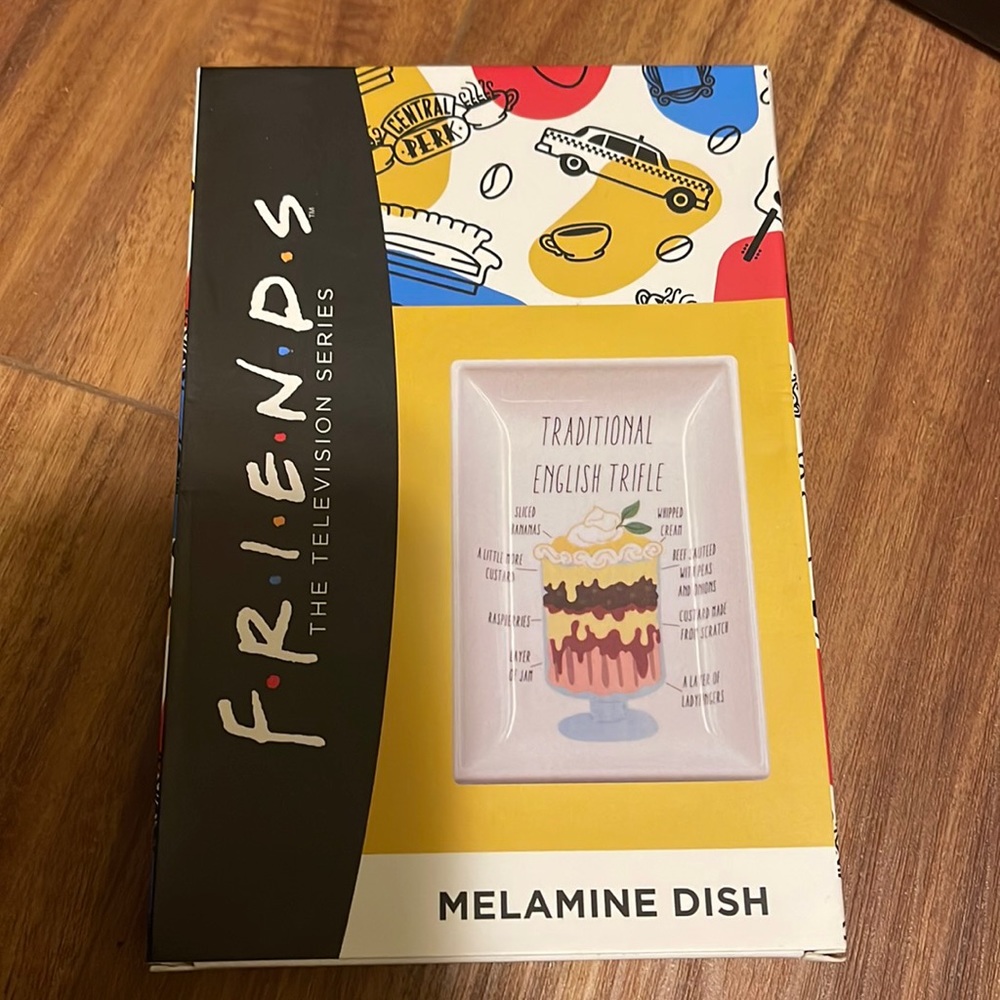 F·R·I·E·N·D·S™
THE TELEVISION SERIES
CENTRAL
PERK
TRADITIONAL
ENGLISH TRIFLE
SLICED
BANANAS
WHIPPED
CREAM
A LITTLE MORE
CUSTARD
BEEF SAUTEED
WITH PEAS
AND ONIONS
RASPBERRIES
CUSTARD MADE
FROM SCRATCH
LAYER
OF JAM
A LAYER OF
LADYFINGERS
MELAMINE DISH